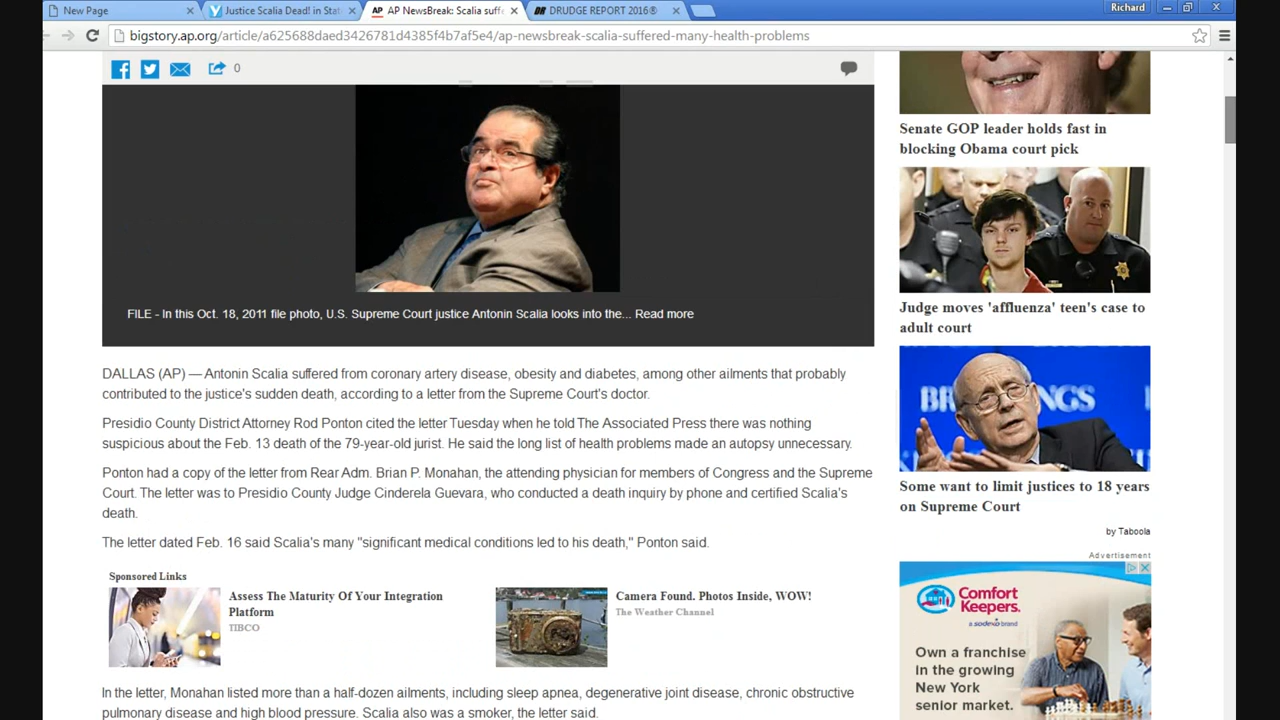 New Page
Justice Scalia Dead! in Stat
AP NewsBreak: Scalia suff
DRUDGE REPORT 2016®
Richard
bigstory.ap.org/article/a625688daed3426781d4385f4b7af5e4/ap-newsbreak-scalia-suffered-many-health-problems
0
FILE - In this Oct. 18, 2011 file photo, U.S. Supreme Court justice Antonin Scalia looks into the... Read more
DALLAS (AP) — Antonin Scalia suffered from coronary artery disease, obesity and diabetes, among other ailments that probably
contributed to the justice's sudden death, according to a letter from the Supreme Court's doctor.
Presidio County District Attorney Rod Ponton cited the letter Tuesday when he told The Associated Press there was nothing
suspicious about the Feb. 13 death of the 79-year-old jurist. He said the long list of health problems made an autopsy unnecessary.
Ponton had a copy of the letter from Rear Adm. Brian P. Monahan, the attending physician for members of Congress and the Supreme
Court. The letter was to Presidio County Judge Cinderela Guevara, who conducted a death inquiry by phone and certified Scalia's
death.
The letter dated Feb. 16 said Scalia's many "significant medical conditions led to his death," Ponton said.
Sponsored Links
Assess The Maturity Of Your Integration
Platform
TIBCO
Camera Found. Photos Inside, WOW!
The Weather Channel
In the letter, Monahan listed more than a half-dozen ailments, including sleep apnea, degenerative joint disease, chronic obstructive
pulmonary disease and high blood pressure. Scalia also was a smoker, the letter said.
Senate GOP leader holds fast in
blocking Obama court pick
Judge moves 'affluenza' teen's case to
adult court
BR NGS
Some want to limit justices to 18 years
on Supreme Court
by Taboola
Advertisement
Comfort
Keepers.
a sodexo brand
Own a franchise
in the growing
New York
senior market.